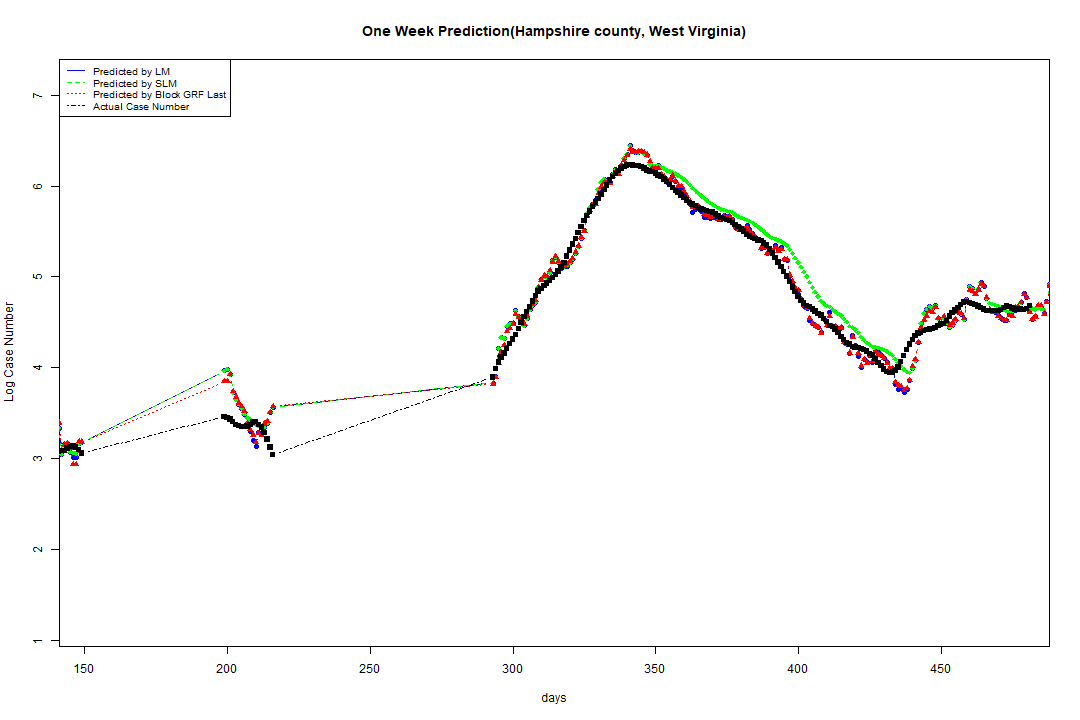 One Week Prediction(Hampshire county, West Virginia)
Predicted by LM
Predicted by SLM
Predicted by Block GRF Last
Actual Case Number
7
6
5
4
3
2
1
Log Case Number
150 200 250 300 350 400 450
days